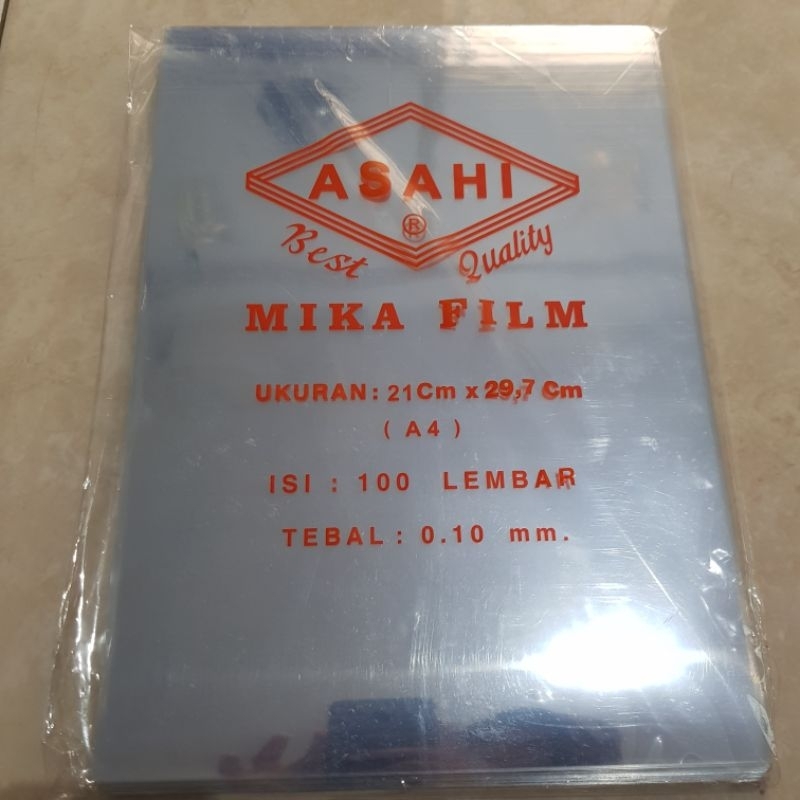 ASAHI
®
Best Quality
MIKA FILM
UKURAN: 21Cm x 29,7 Cm
( A4 )
ISI : 100 LEMBAR
TEBAL : 0.10 mm.